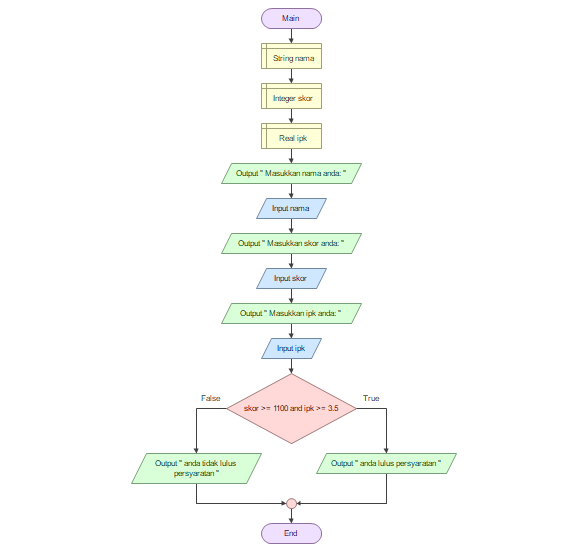 Main
String nama
Integer skor
Real ipk
Output " Masukkan nama anda: "
Input nama
Output " Masukkan skor anda: "
Input skor
Output " Masukkan ipk anda: "
Input ipk
False
True
skor >= 1100 and ipk >= 3.5
Output " anda tidak lulus
persyaratan "
Output " anda lulus persyaratan "
End